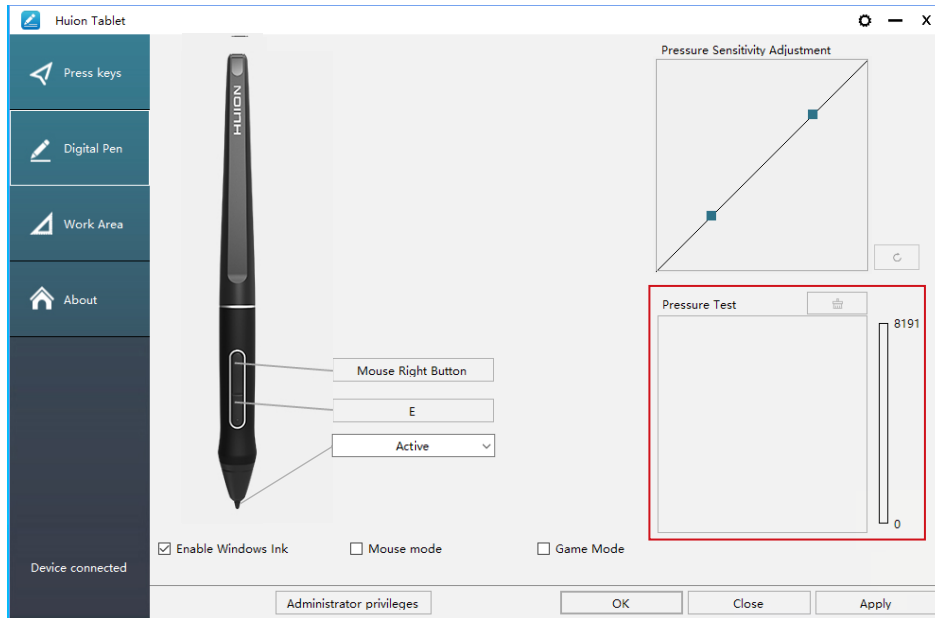 Huion Tablet
Press keys
Digital Pen
Work Area
About
Device connected
HUION
Mouse Right Button
E
Active
Enable Windows Ink
Mouse mode
Game Mode
Pressure Sensitivity Adjustment
Pressure Test
8191
0
Administrator privileges
OK
Close
Apply